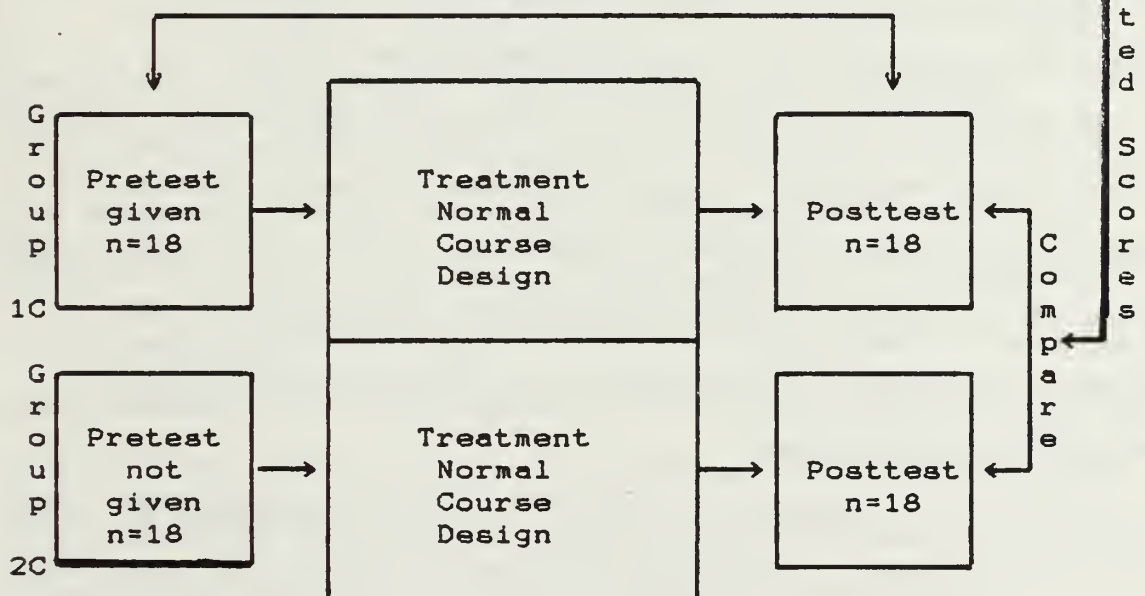 Group
1C
Pretest
given
n=18
Treatment
Normal
Course
Design
Posttest
n=18
Group
2C
Pretest
not
given
n=18
Treatment
Normal
Course
Design
Posttest
n=18
Compare
ted Scores